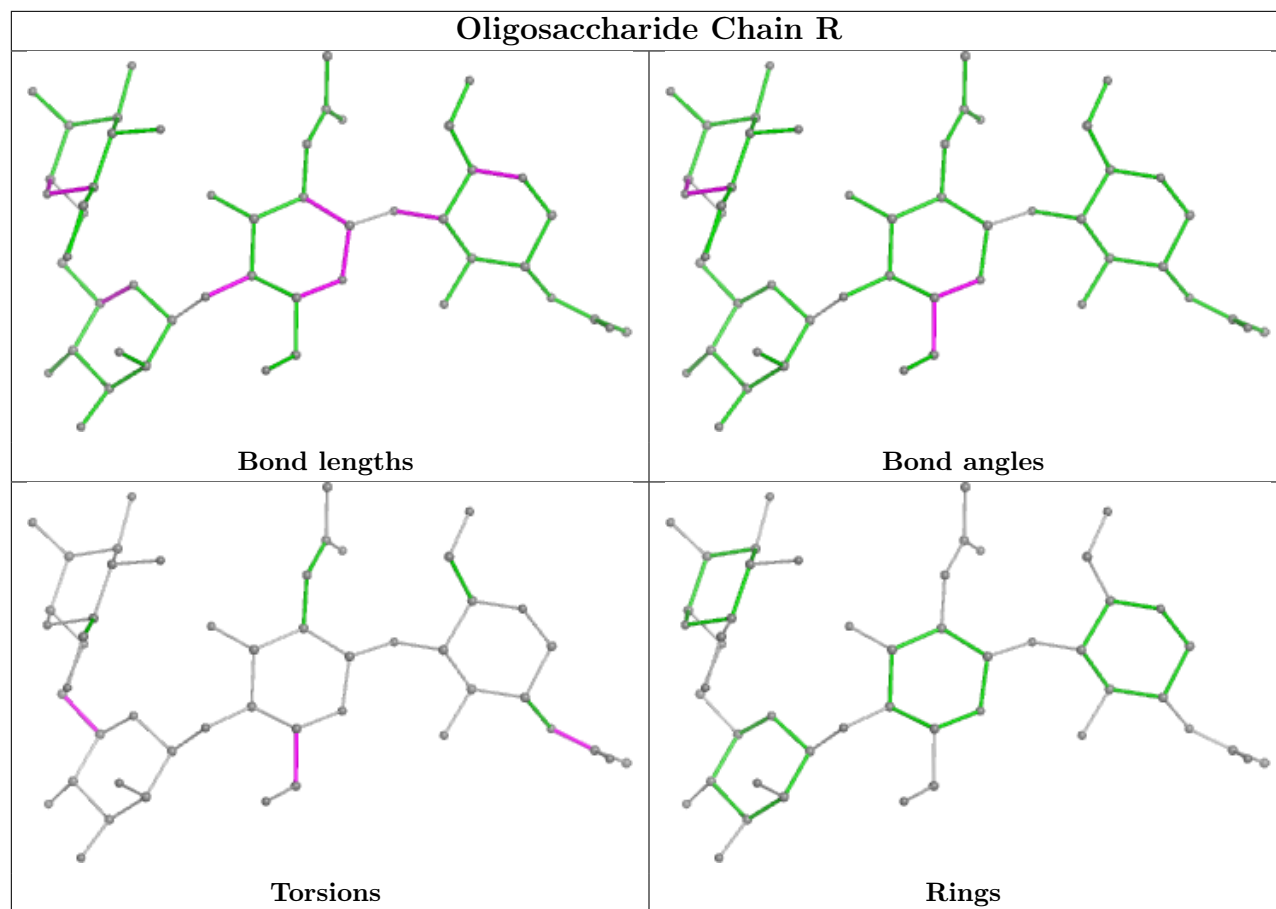 Oligosaccharide Chain R
Bond lengths
Bond angles
Torsions
Rings